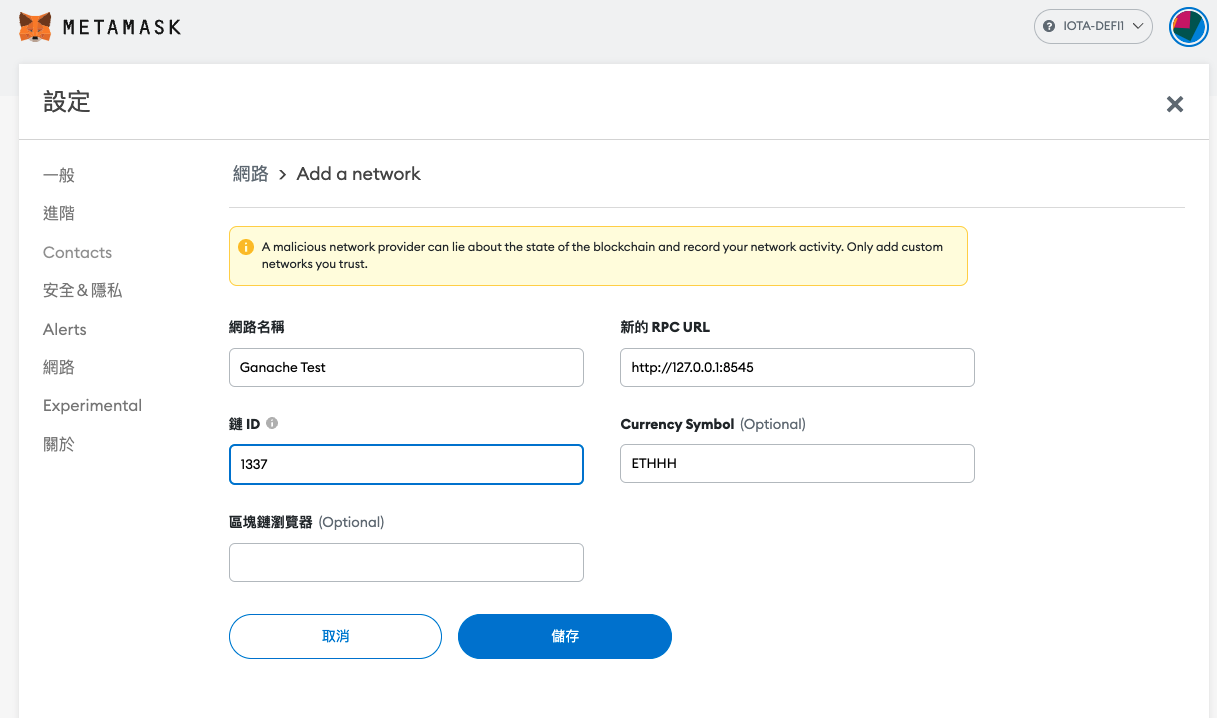 METAMASK
IOTA-DEFI1
設定
一般
進階
Contacts
安全＆隱私
Alerts
網路
Experimental
關於
網路 > Add a network
A malicious network provider can lie about the state of the blockchain and record your network activity. Only add custom
networks you trust.
網路名稱
Ganache Test
新的 RPC URL
http://127.0.0.1:8545
鏈 ID
1337
Currency Symbol (Optional)
ETHHH
區塊鏈瀏覽器 (Optional)
取消
儲存